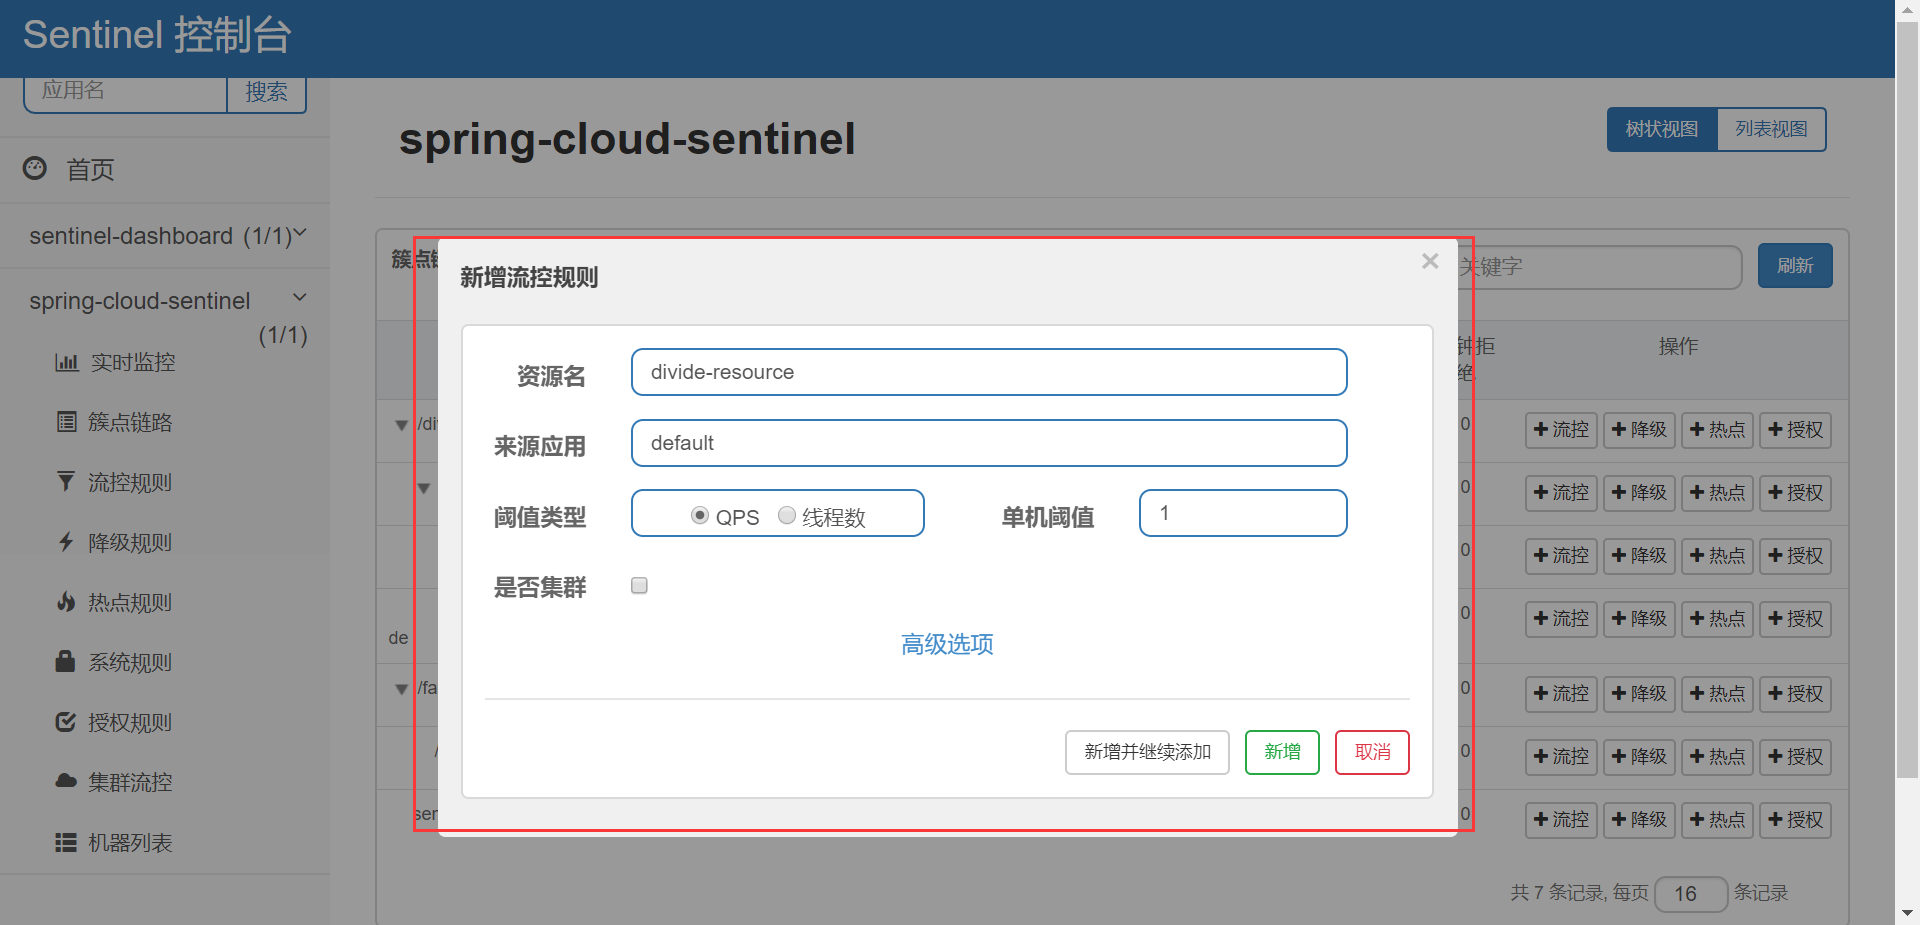 Sentinel 控制台
应用名 搜索
首页
sentinel-dashboard (1/1)
spring-cloud-sentinel
(1/1)
实时监控
簇点链路
流控规则
降级规则
热点规则
系统规则
授权规则
集群流控
机器列表
spring-cloud-sentinel
树状视图 列表视图
簇点链 关键字 刷新
钟拒
绝
操作
/di 0 流控 降级 热点 授权
0 流控 降级 热点 授权
0 流控 降级 热点 授权
de 0 流控 降级 热点 授权
/fa 0 流控 降级 热点 授权
/ 0 流控 降级 热点 授权
sen 0 流控 降级 热点 授权
共 7 条记录, 每页 16 条记录
新增流控规则 ×
资源名 divide-resource
来源应用 default
阈值类型 QPS 线程数 单机阈值 1
是否集群
高级选项
新增并继续添加 新增 取消